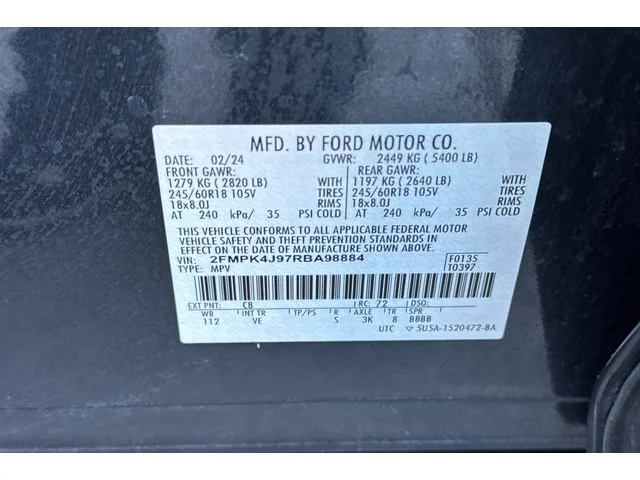 MFD. BY FORD MOTOR CO.
DATE: 02/24 GVWR: 2449 KG ( 5400 LB)
FRONT GAWR: REAR GAWR:
1279 KG ( 2820 LB) 1197 KG ( 2640 LB)
245/60R18 105V TIRES 245/60R18 105V TIRES
18x8.0J RIMS 18x8.0J RIMS
AT 240 kPa/ 35 PSI COLD AT 240 kPa/ 35 PSI COLD
THIS VEHICLE CONFORMS TO ALL APPLICABLE FEDERAL MOTOR
VEHICLE SAFETY AND THEFT PREVENTION STANDARDS IN
EFFECT ON THE DATE OF MANUFACTURE SHOWN ABOVE.
VIN: 2FMPK4J97RBA98884 F0135
TYPE: MPV T0397
EXT PNT: C8 RC: 72 DSO:
WB INT TR TP/PS R AXLE TR SPR
112 VE S 3K 8 BBBB
UTC 5U5A-1520472-BA